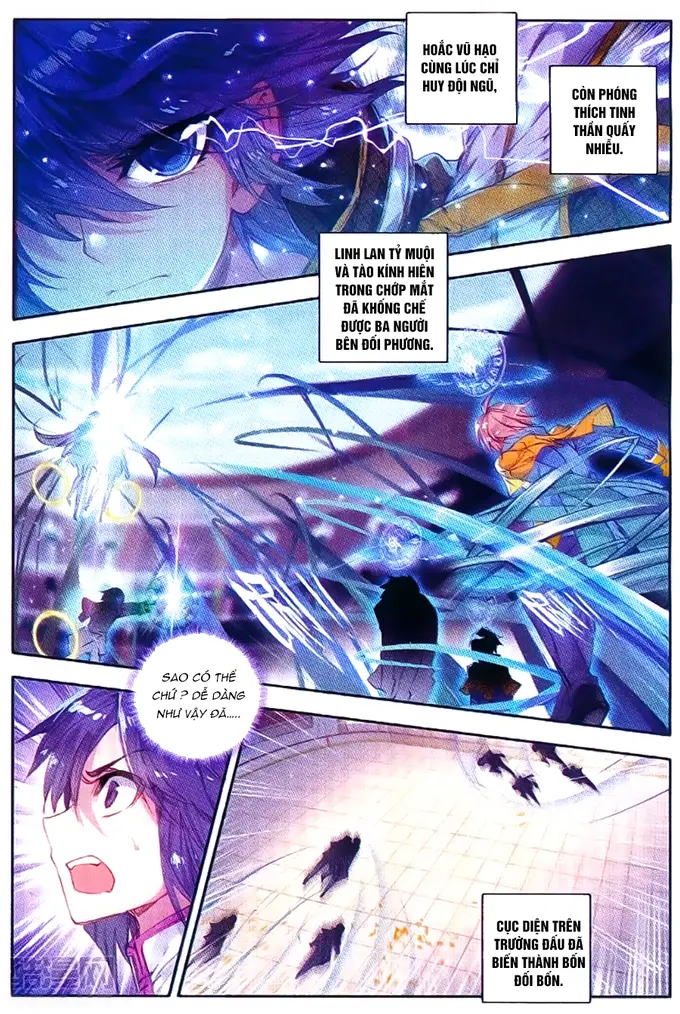 HOẮC VŨ HẠO
CÙNG LÚC CHỈ
HUY ĐỘI NGŨ,
CÒN PHÓNG
THÍCH TINH
THẦN QUẤY
NHIỄU.
LINH LAN TỶ MUỘI
VÀ TÀO KÍNH HIÊN
TRONG CHỚP MẮT
ĐÃ KHỐNG CHẾ
ĐƯỢC BA NGƯỜI
BÊN ĐỐI PHƯƠNG.
SAO CÓ THỂ
CHỨ ? DỄ DÀNG
NHƯ VẬY ĐÃ.....
CỤC DIỆN TRÊN
TRƯỜNG ĐẤU ĐÃ
BIẾN THÀNH BỐN
ĐỐI BỐN.